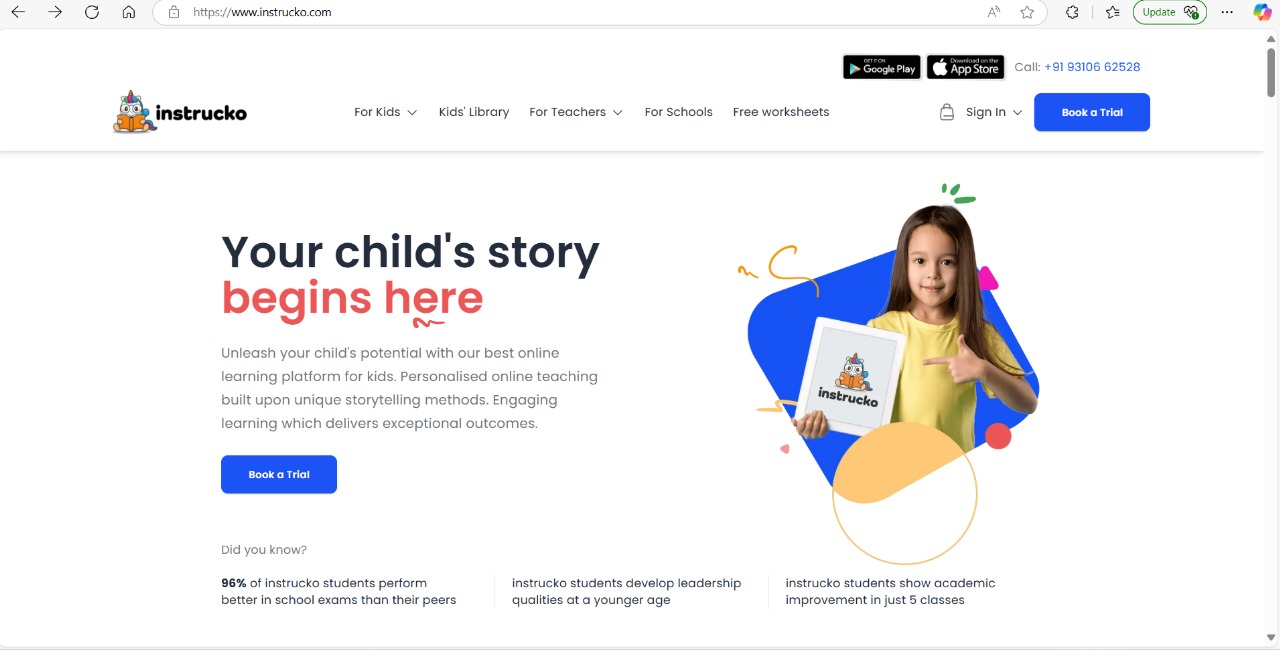 https://www.instrucko.com
Update
GET IT ON
Google Play
Download on the
App Store
Call: +91 93106 62528
instrucko
For Kids
Kids' Library
For Teachers
For Schools
Free worksheets
Sign In
Book a Trial
Your child's story
begins here
Unleash your child's potential with our best online
learning platform for kids. Personalised online teaching
built upon unique storytelling methods. Engaging
learning which delivers exceptional outcomes.
Book a Trial
instrucko
Did you know?
96% of instrucko students perform
better in school exams than their peers
instrucko students develop leadership
qualities at a younger age
instrucko students show academic
improvement in just 5 classes